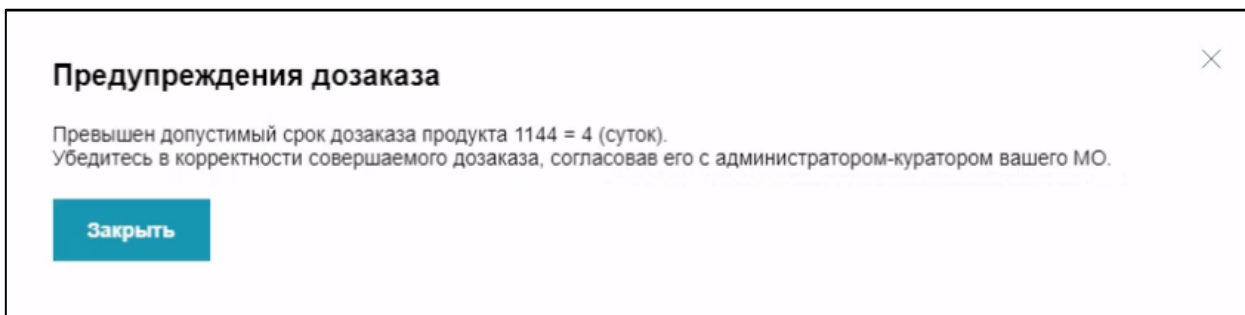 Предупреждения дозаказа
Превышен допустимый срок дозаказа продукта 1144 = 4 (суток).
Убедитесь в корректности совершаемого дозаказа, согласовав его с администратором-куратором вашего МО.
Закрыть